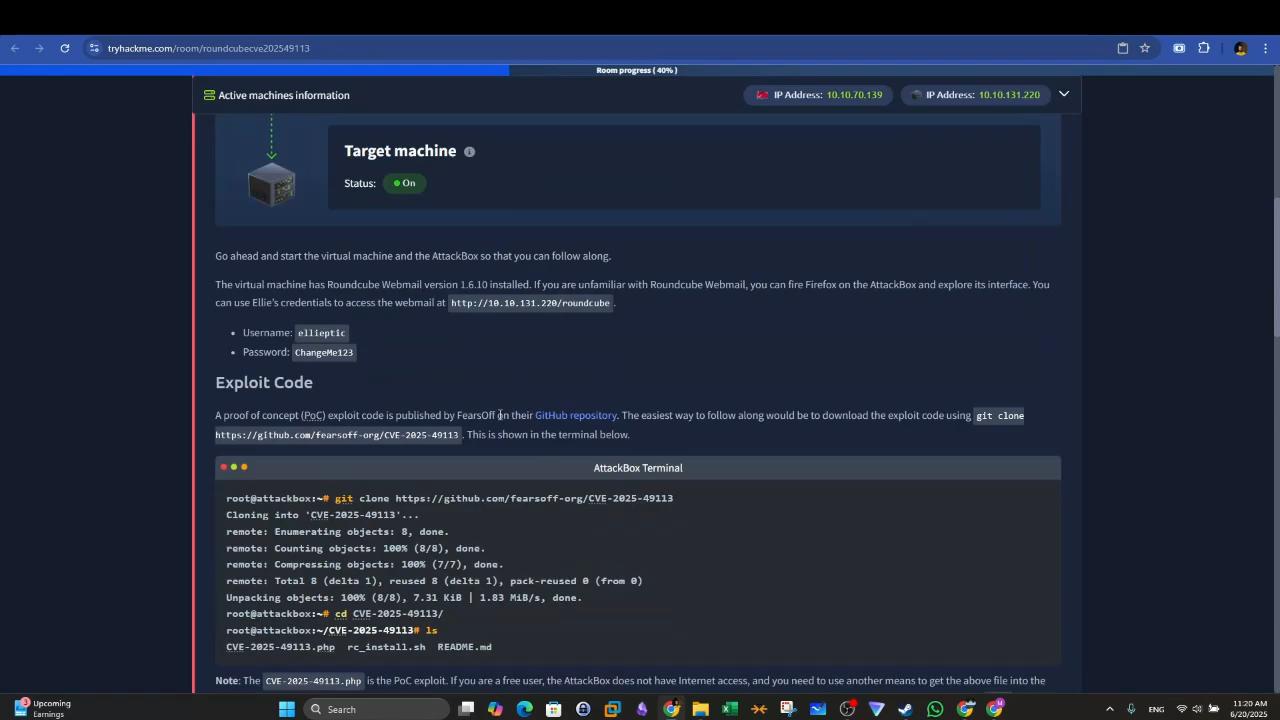 tryhackme.com/room/roundcubecve202549113
Room progress ( 40% )
Active machines information
IP Address: 10.10.70.139
IP Address: 10.10.131.220
Target machine
Status: On
Go ahead and start the virtual machine and the AttackBox so that you can follow along.
The virtual machine has Roundcube Webmail version 1.6.10 installed. If you are unfamiliar with Roundcube Webmail, you can fire Firefox on the AttackBox and explore its interface. You
can use Ellie's credentials to access the webmail at http://10.10.131.220/roundcube .
• Username: ellieptic
• Password: ChangeMe123
Exploit Code
A proof of concept (PoC) exploit code is published by FearsOff on their GitHub repository. The easiest way to follow along would be to download the exploit code using git clone
https://github.com/fearsoff-org/CVE-2025-49113 . This is shown in the terminal below.
AttackBox Terminal
root@attackbox:~# git clone https://github.com/fearsoff-org/CVE-2025-49113
Cloning into 'CVE-2025-49113'...
remote: Enumerating objects: 8, done.
remote: Counting objects: 100% (8/8), done.
remote: Compressing objects: 100% (7/7), done.
remote: Total 8 (delta 1), reused 8 (delta 1), pack-reused 0 (from 0)
Unpacking objects: 100% (8/8), 7.31 KiB | 1.83 MiB/s, done.
root@attackbox:~# cd CVE-2025-49113/
root@attackbox:~/CVE-2025-49113# ls
CVE-2025-49113.php rc_install.sh README.md
Note: The CVE-2025-49113.php is the PoC exploit. If you are a free user, the AttackBox does not have Internet access, and you need to use another means to get the above file into the
Upcoming
Earnings
Search
ENG
11:20 AM
6/20/2025